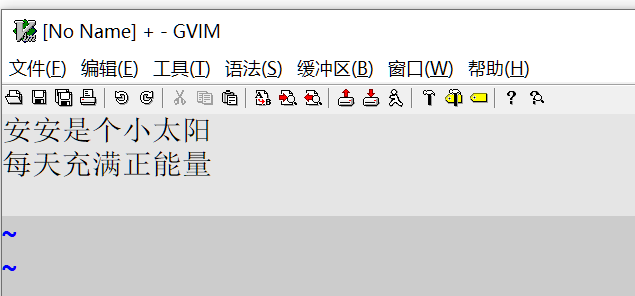 [No Name] + - GVIM
文件(F) 编辑(E) 工具(T) 语法(S) 缓冲区(B) 窗口(W) 帮助(H)
安安是个小太阳
每天充满正能量
~
~